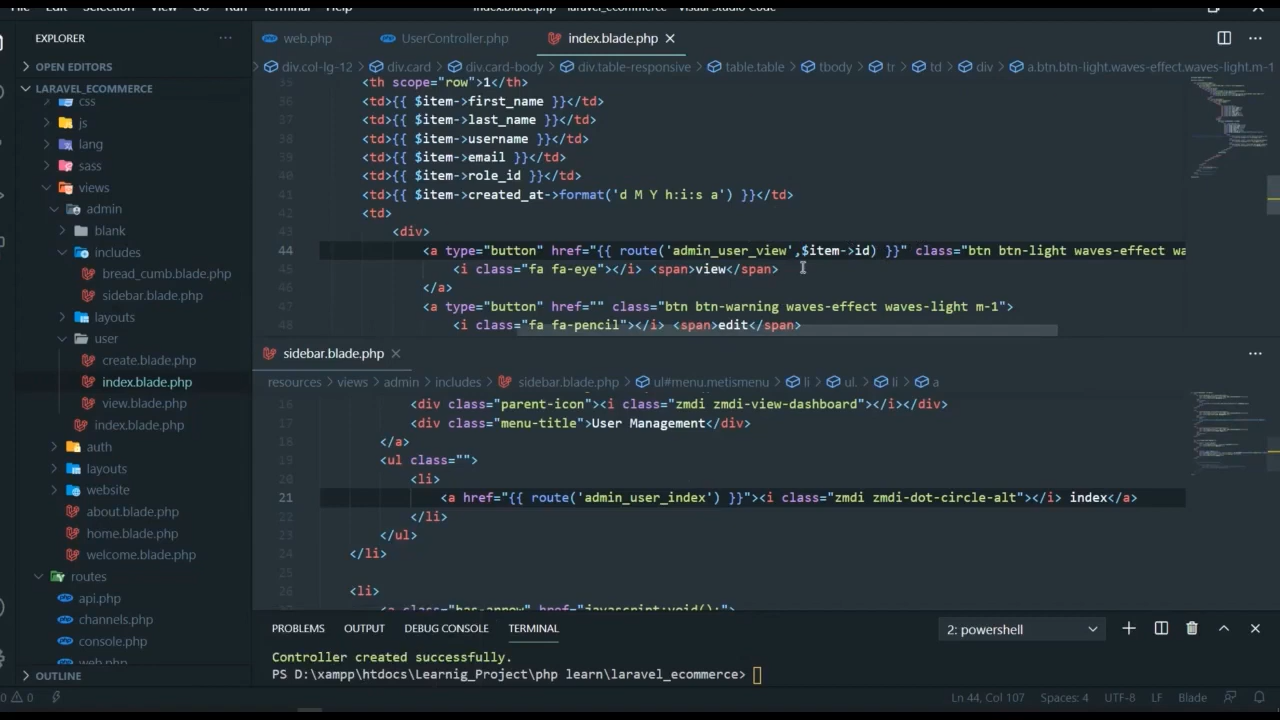 File Edit Selection View Go Run Terminal Help index.blade.php - laravel_ecommerce - Visual Studio Code
EXPLORER
OPEN EDITORS
LARAVEL_ECOMMERCE
css
js
lang
sass
views
admin
blank
includes
bread_cumb.blade.php
sidebar.blade.php
layouts
user
create.blade.php
index.blade.php
view.blade.php
index.blade.php
auth
layouts
website
about.blade.php
home.blade.php
welcome.blade.php
routes
api.php
channels.php
console.php
web.php
OUTLINE
web.php UserController.php index.blade.php
div.col-lg-12 > div.card > div.card-body > div.table-responsive > table.table > tbody > tr > td > div > a.btn.btn-light.waves-effect.waves-light.m-1
35 <th scope="row">1</th>
36 <td>{{ $item->first_name }}</td>
37 <td>{{ $item->last_name }}</td>
38 <td>{{ $item->username }}</td>
39 <td>{{ $item->email }}</td>
40 <td>{{ $item->role_id }}</td>
41 <td>{{ $item->created_at->format('d M Y h:i:s a') }}</td>
42 <td>
43 <div>
44 <a type="button" href="{{ route('admin_user_view',$item->id) }}" class="btn btn-light waves-effect wa
45 <i class="fa fa-eye"></i> <span>view</span>
46 </a>
47 <a type="button" href="" class="btn btn-warning waves-effect waves-light m-1">
48 <i class="fa fa-pencil"></i> <span>edit</span>
sidebar.blade.php
resources > views > admin > includes > sidebar.blade.php > ul#menu.metismenu > li > ul. > li > a
16 <div class="parent-icon"><i class="zmdi zmdi-view-dashboard"></i></div>
17 <div class="menu-title">User Management</div>
18 </a>
19 <ul class="">
20 <li>
21 <a href="{{ route('admin_user_index') }}"><i class="zmdi zmdi-dot-circle-alt"></i> index</a>
22 </li>
23 </ul>
24 </li>
25
26 <li>
<a class="has-arrow" href="javascript:void();">
PROBLEMS OUTPUT DEBUG CONSOLE TERMINAL 2: powershell
Controller created successfully.
PS D:\xampp\htdocs\Learnig_Project\php learn\laravel_ecommerce>
0 0 Ln 44, Col 107 Spaces: 4 UTF-8 LF Blade